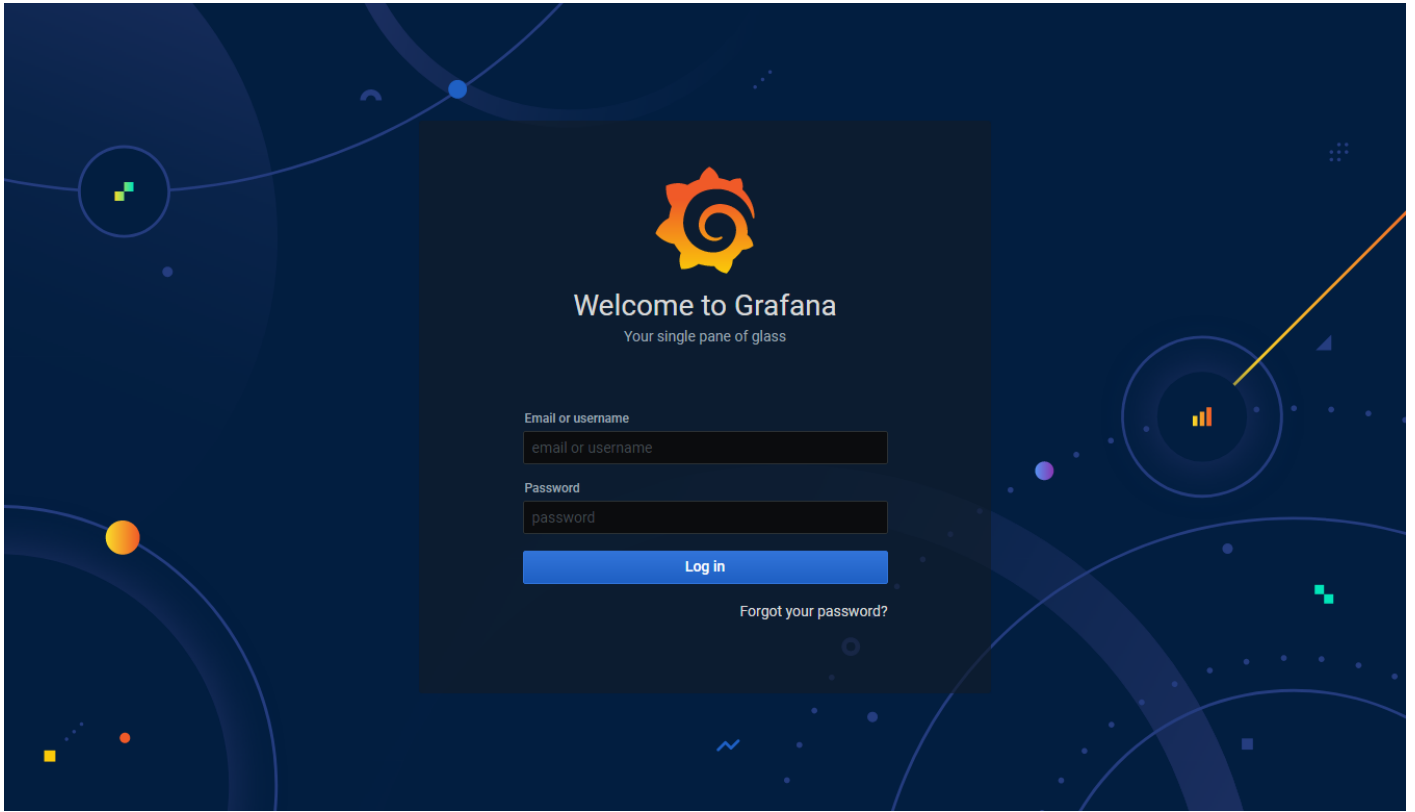 Welcome to Grafana
Your single pane of glass
Email or username
email or username
Password
password
Log in
Forgot your password?